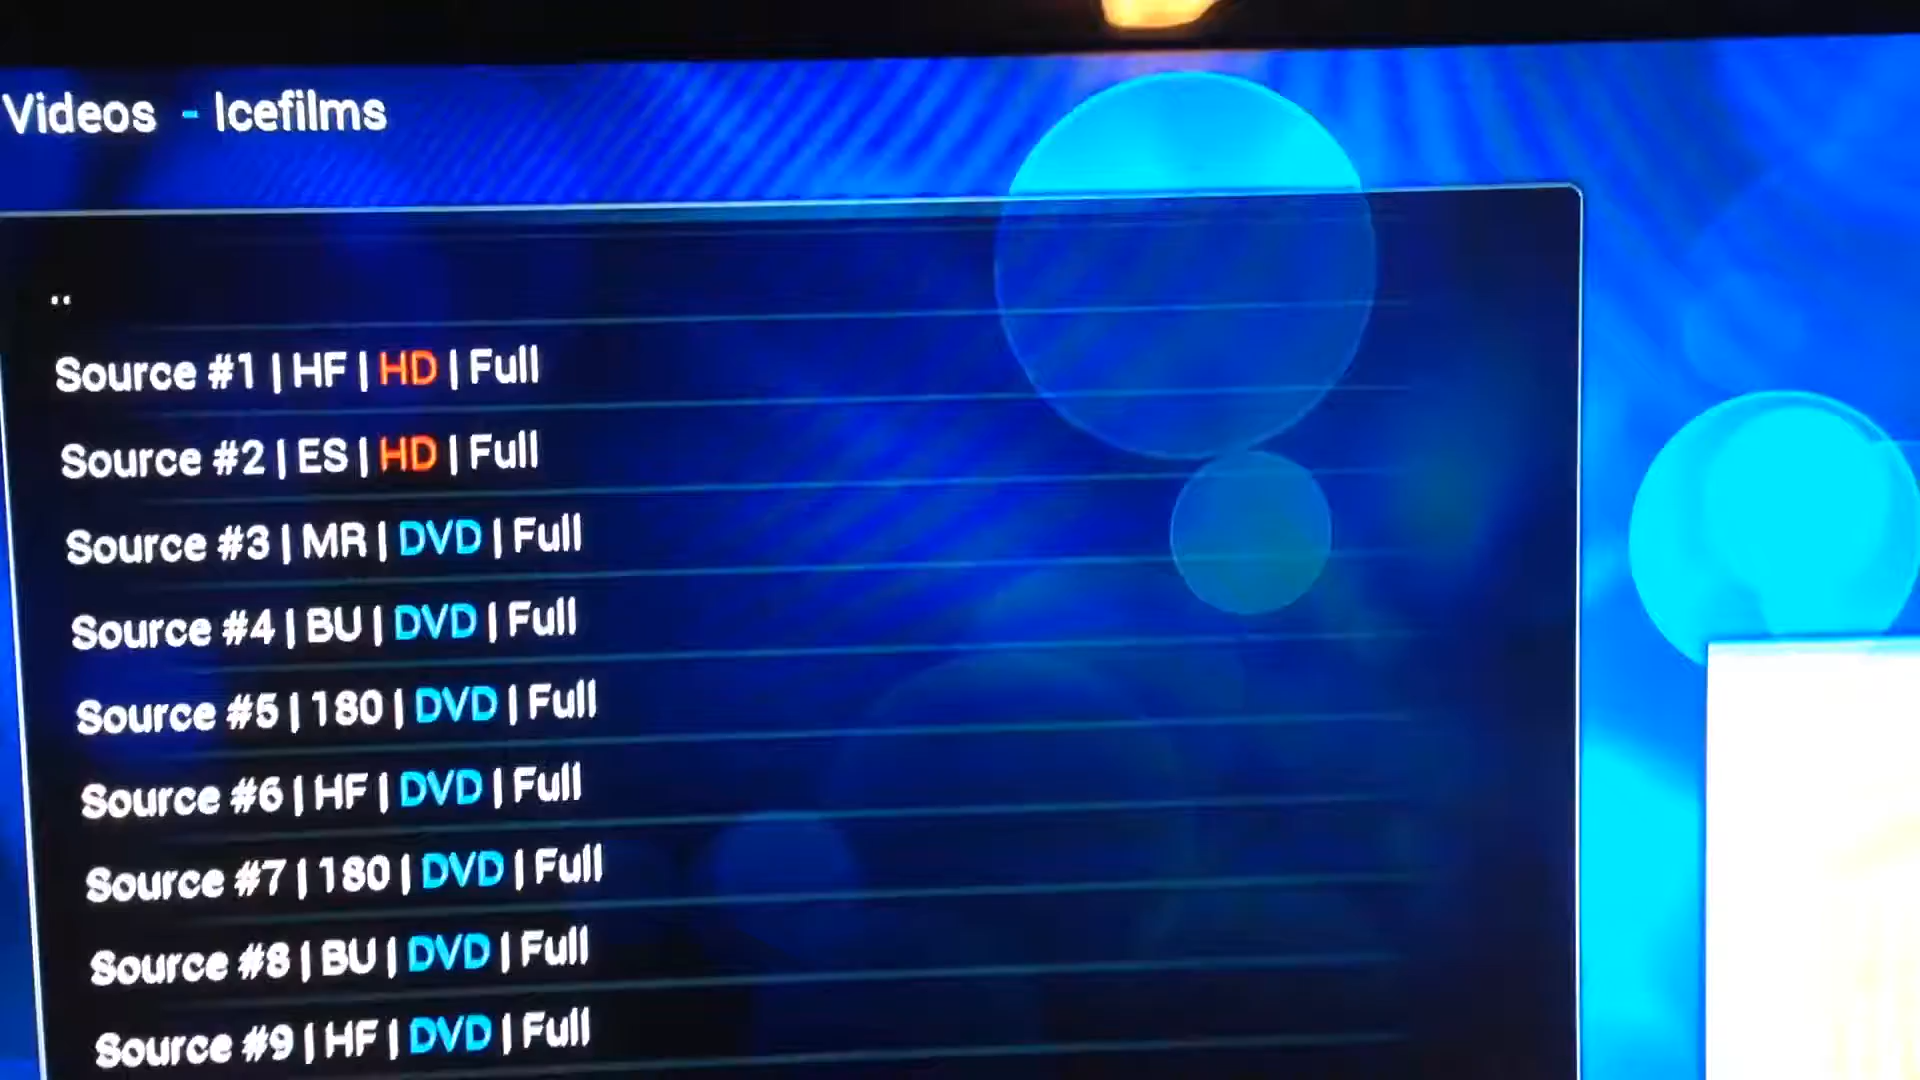 Videos - Icefilms
..
Source #1 | HF | HD | Full
Source #2 | ES | HD | Full
Source #3 | MR | DVD | Full
Source #4 | BU | DVD | Full
Source #5 | 180 | DVD | Full
Source #6 | HF | DVD | Full
Source #7 | 180 | DVD | Full
Source #8 | BU | DVD | Full
Source #9 | HF | DVD | Full